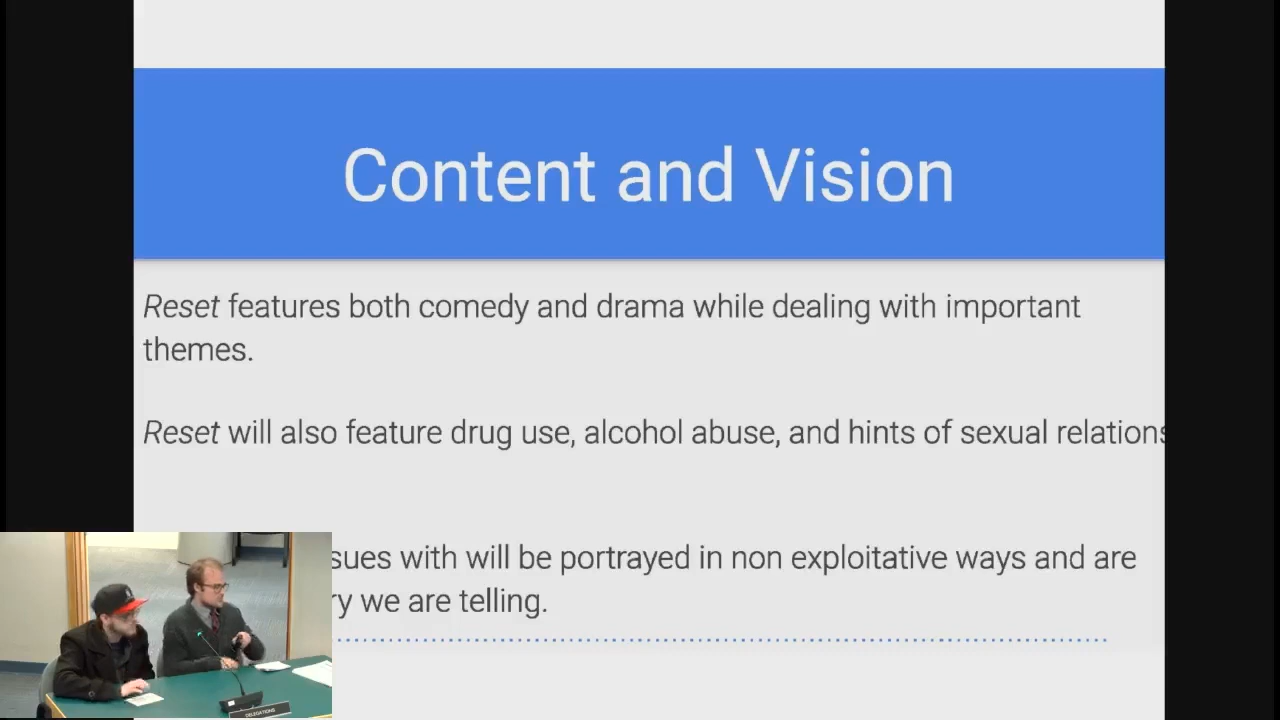 Content and Vision
Reset features both comedy and drama while dealing with important
themes.
Reset will also feature drug use, alcohol abuse, and hints of sexual relations
sues with will be portrayed in non exploitative ways and are
ry we are telling.
DELEGATIONS